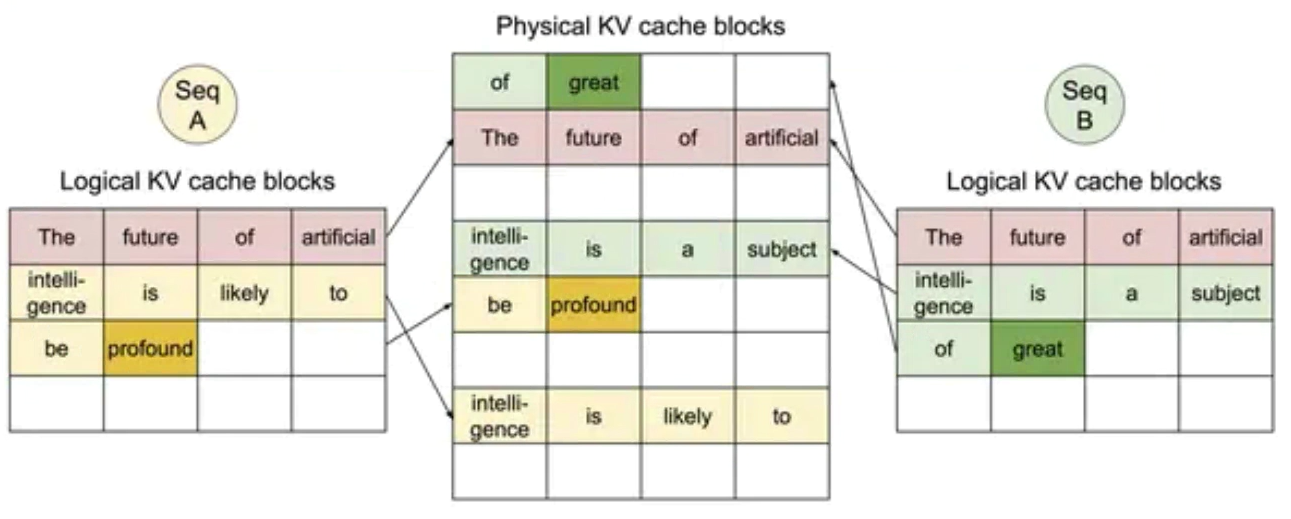 Physical KV cache blocks
Seq
A
Logical KV cache blocks
The future of artificial
intelli-
gence is likely to
be profound
of great
The future of artificial
intelli-
gence is a subject
be profound
intelli-
gence is likely to
Seq
B
Logical KV cache blocks
The future of artificial
intelli-
gence is a subject
of great